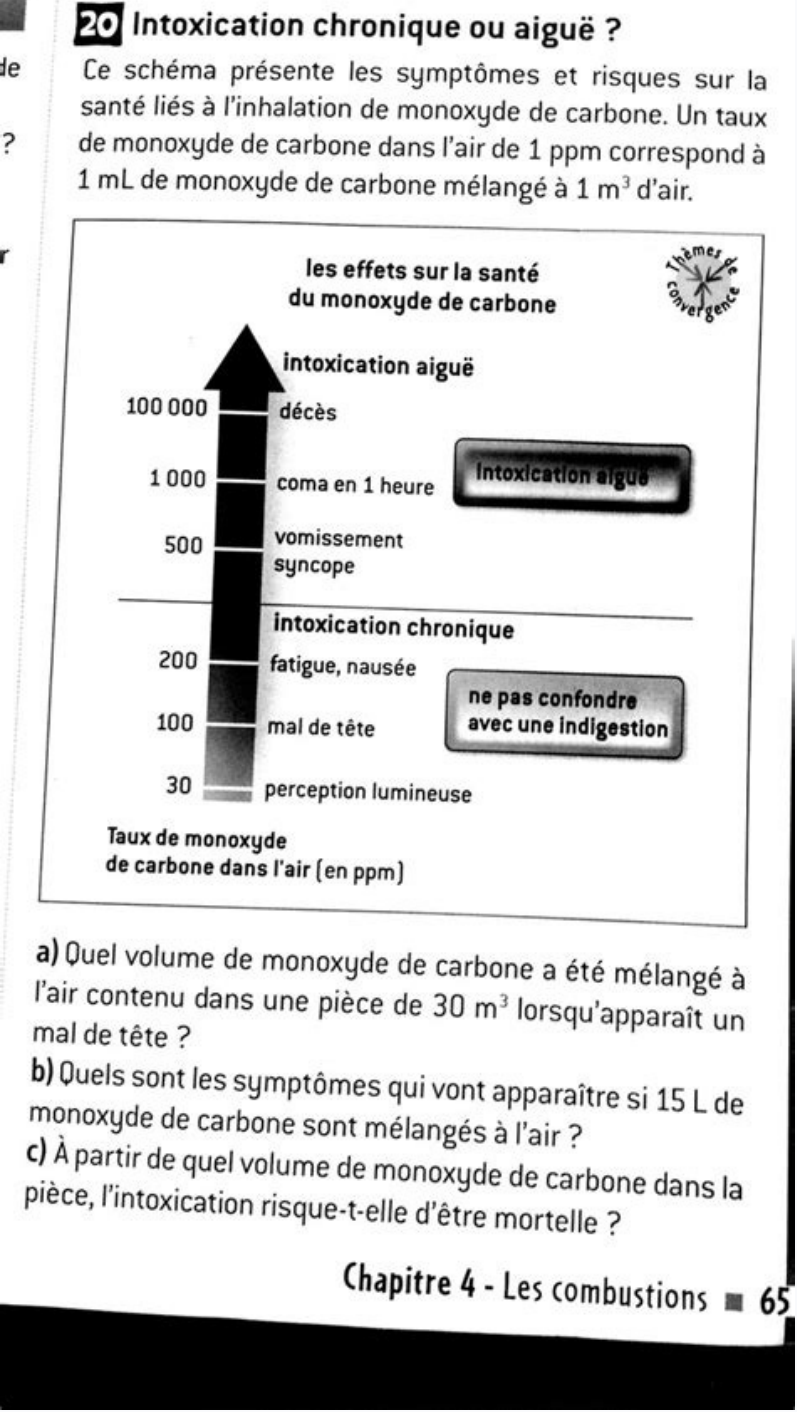 20 Intoxication chronique ou aiguë ?
de
Ce schéma présente les symptômes et risques sur la
santé liés à l'inhalation de monoxyde de carbone. Un taux
?
de monoxyde de carbone dans l'air de 1 ppm correspond à
1 mL de monoxyde de carbone mélangé à 1 m³ d'air.
r
les effets sur la santé
du monoxyde de carbone
Thèmes de convergence
intoxication aiguë
100 000 décès
1 000 coma en 1 heure
Intoxication aiguë
500 vomissement
syncope
intoxication chronique
200 fatigue, nausée
ne pas confondre
avec une indigestion
100 mal de tête
30 perception lumineuse
Taux de monoxyde
de carbone dans l'air (en ppm)
a) Quel volume de monoxyde de carbone a été mélangé à
l'air contenu dans une pièce de 30 m³ lorsqu'apparaît un
mal de tête ?
b) Quels sont les symptômes qui vont apparaître si 15 L de
monoxyde de carbone sont mélangés à l'air ?
c) À partir de quel volume de monoxyde de carbone dans la
pièce, l'intoxication risque-t-elle d'être mortelle ?
Chapitre 4 - Les combustions ■ 65